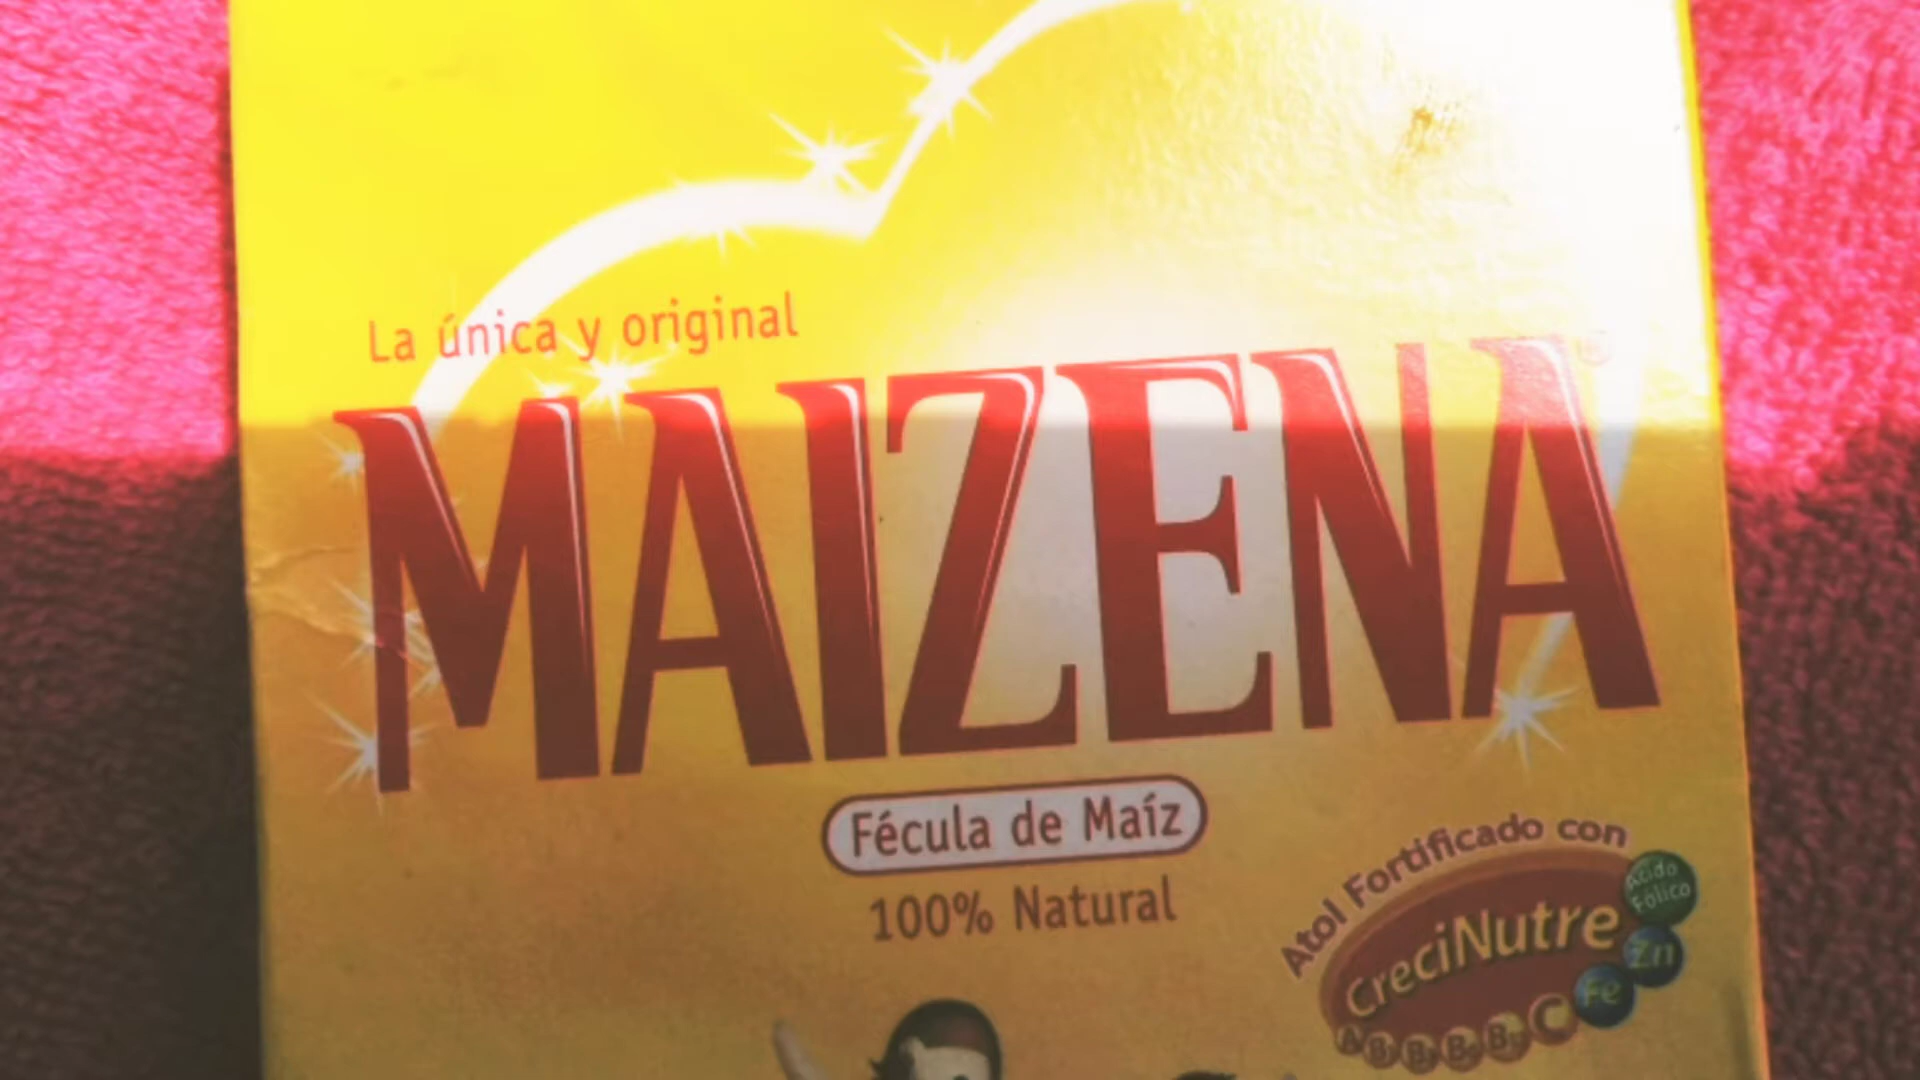 La única y original
MAIZENA
Fécula de Maíz
100% Natural
Atol Fortificado con
CreciNutre
Ácido
Fólico
Zn
Fe
C